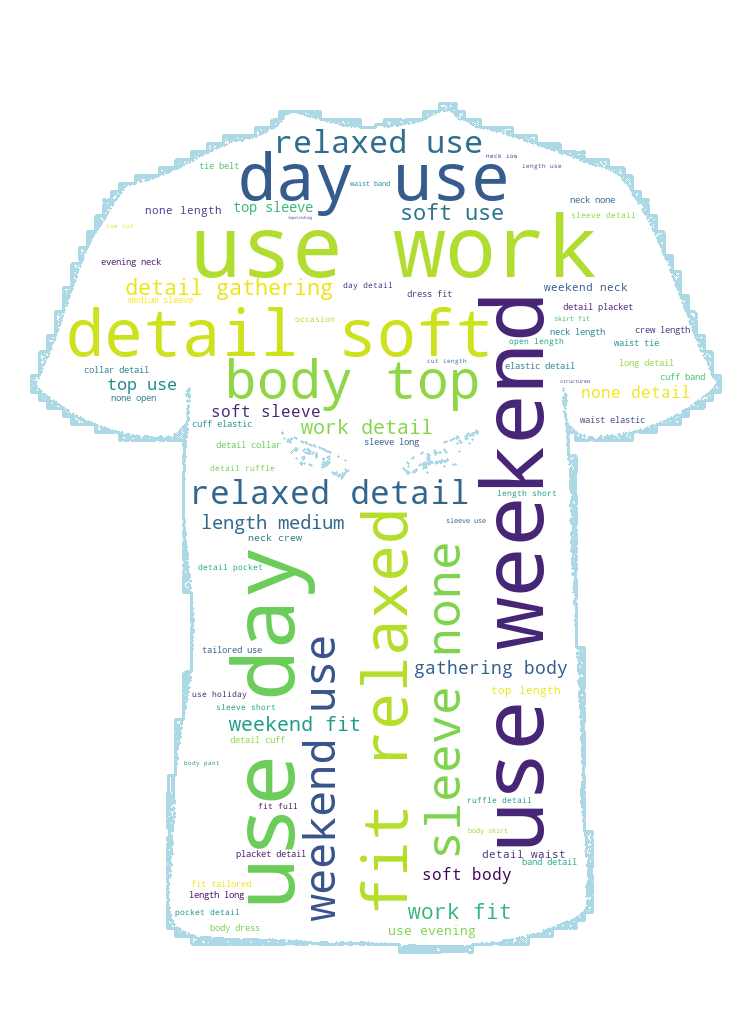 relaxed use
neck low
tie belt
day use
length use
waist band
neck none
none length
top sleeve
soft use
sleeve detail
low cut
use work
evening neck
detail gathering
day detail
weekend neck
medium sleeve
dress fit
detail placket
occasion
skirt fit
detail soft
neck length
crew length
open length
waist tie
collar detail
body top
cut length
elastic detail
long detail
cuff band
top use
structured
none open
none detail
soft sleeve
use weekend
cuff elastic
work detail
waist elastic
detail collar
sleeve long
detail ruffle
relaxed detail
length short
length medium
fit relaxed
sleeve use
neck crew
sleeve none
detail pocket
use day
tailored use
weekend use
gathering body
use holiday
top length
sleeve short
weekend fit
detail cuff
body pant
fit full
ruffle detail
body skirt
placket detail
detail waist
band detail
soft body
fit tailored
length long
pocket detail
work fit
body dress
use evening